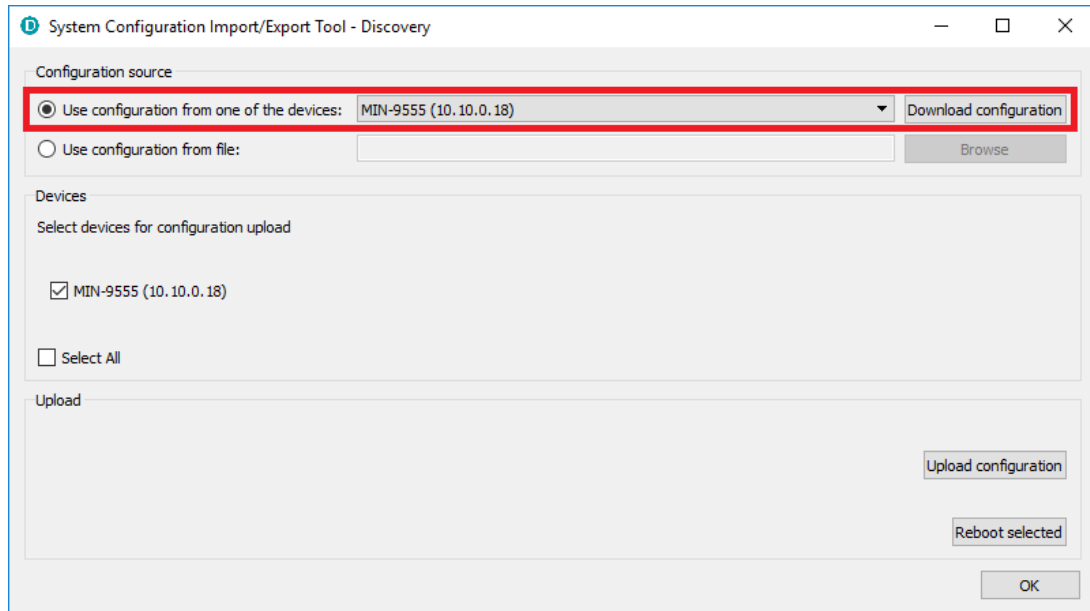 System Configuration Import/Export Tool - Discovery
Configuration source
Use configuration from one of the devices: MIN-9555 (10.10.0.18) Download configuration
Use configuration from file: Browse
Devices
Select devices for configuration upload
MIN-9555 (10.10.0.18)
Select All
Upload
Upload configuration
Reboot selected
OK